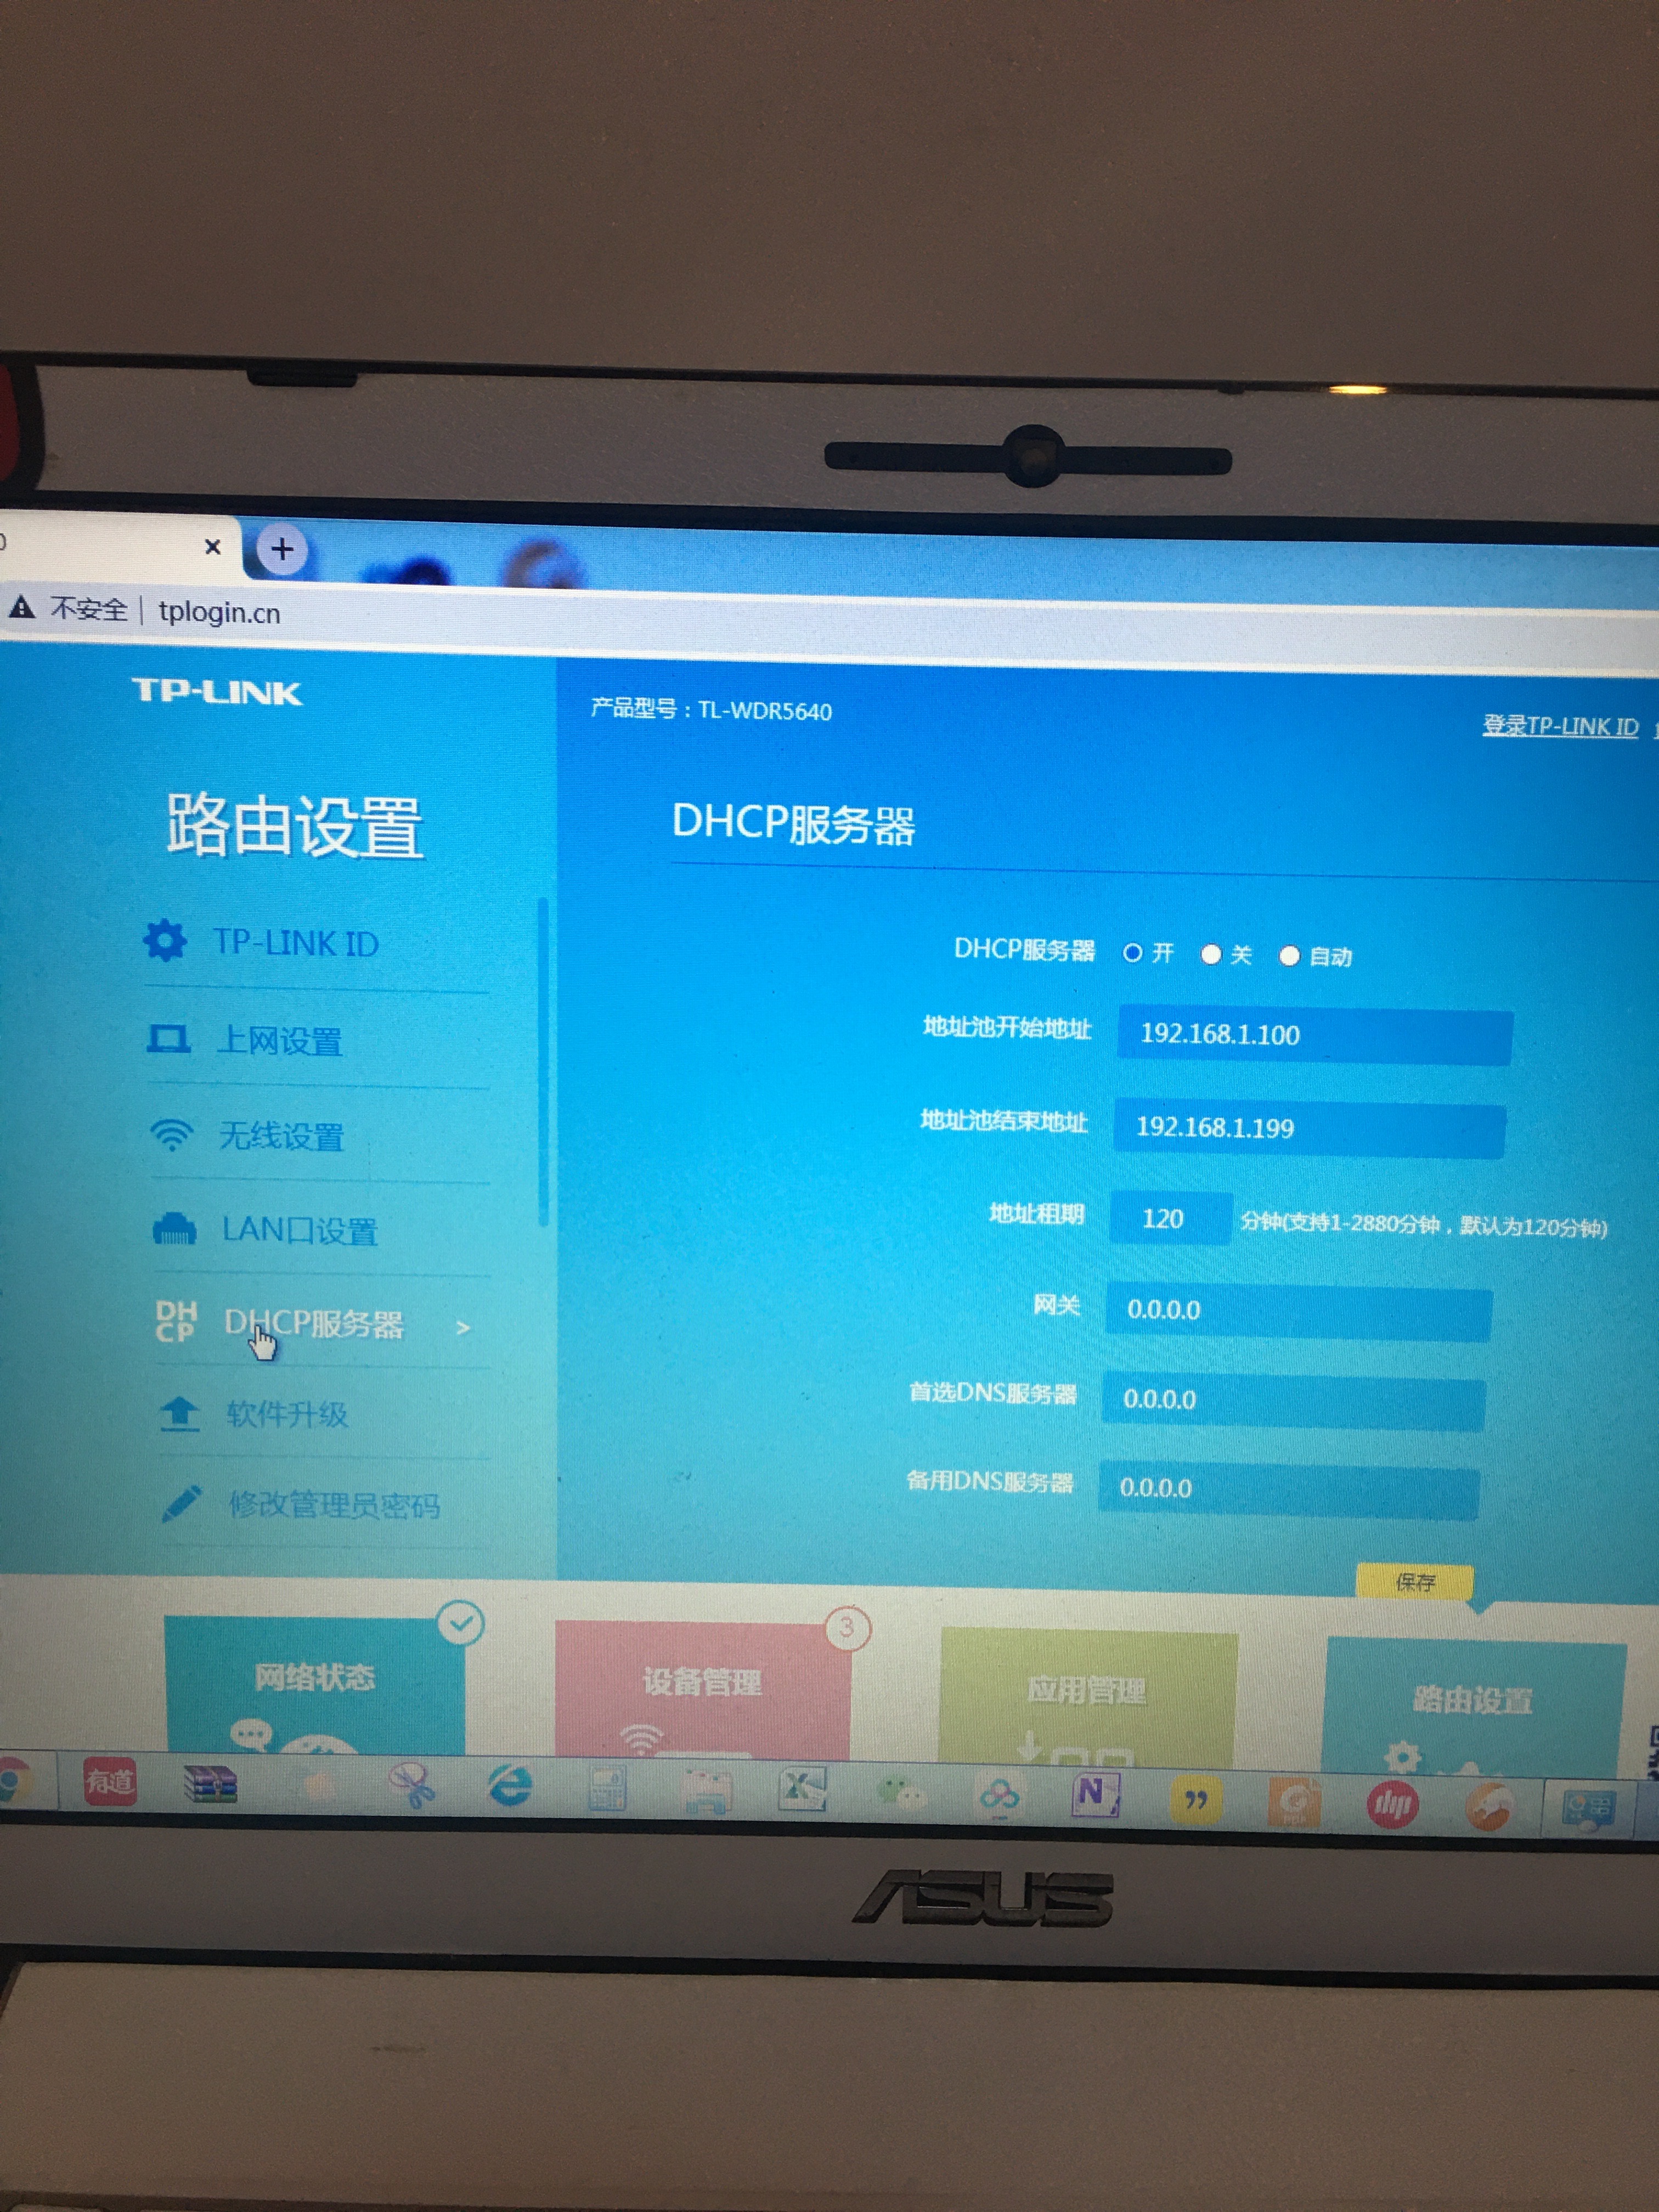 不安全 | tplogin.cn
TP-LINK
产品型号：TL-WDR5640
登录TP-LINK ID
路由设置
TP-LINK ID
上网设置
无线设置
LAN口设置
DHCP服务器 >
软件升级
修改管理员密码
DHCP服务器
DHCP服务器 开 关 自动
地址池开始地址 192.168.1.100
地址池结束地址 192.168.1.199
地址租期 120 分钟(支持1-2880分钟，默认为120分钟)
网关 0.0.0.0
首选DNS服务器 0.0.0.0
备用DNS服务器 0.0.0.0
保存
网络状态
设备管理 3
应用管理
路由设置
有道
ASUS